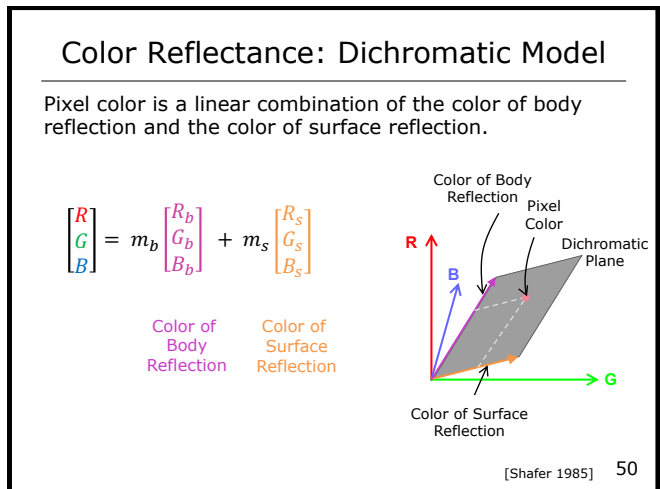 Color Reflectance: Dichromatic Model
Pixel color is a linear combination of the color of body
reflection and the color of surface reflection.
[R G B] = m_b [R_b G_b B_b] + m_s [R_s G_s B_s]
Color of
Body
Reflection
Color of
Surface
Reflection
Color of Body
Reflection
Pixel
Color
Dichromatic
Plane
R
B
G
Color of Surface
Reflection
[Shafer 1985]
50